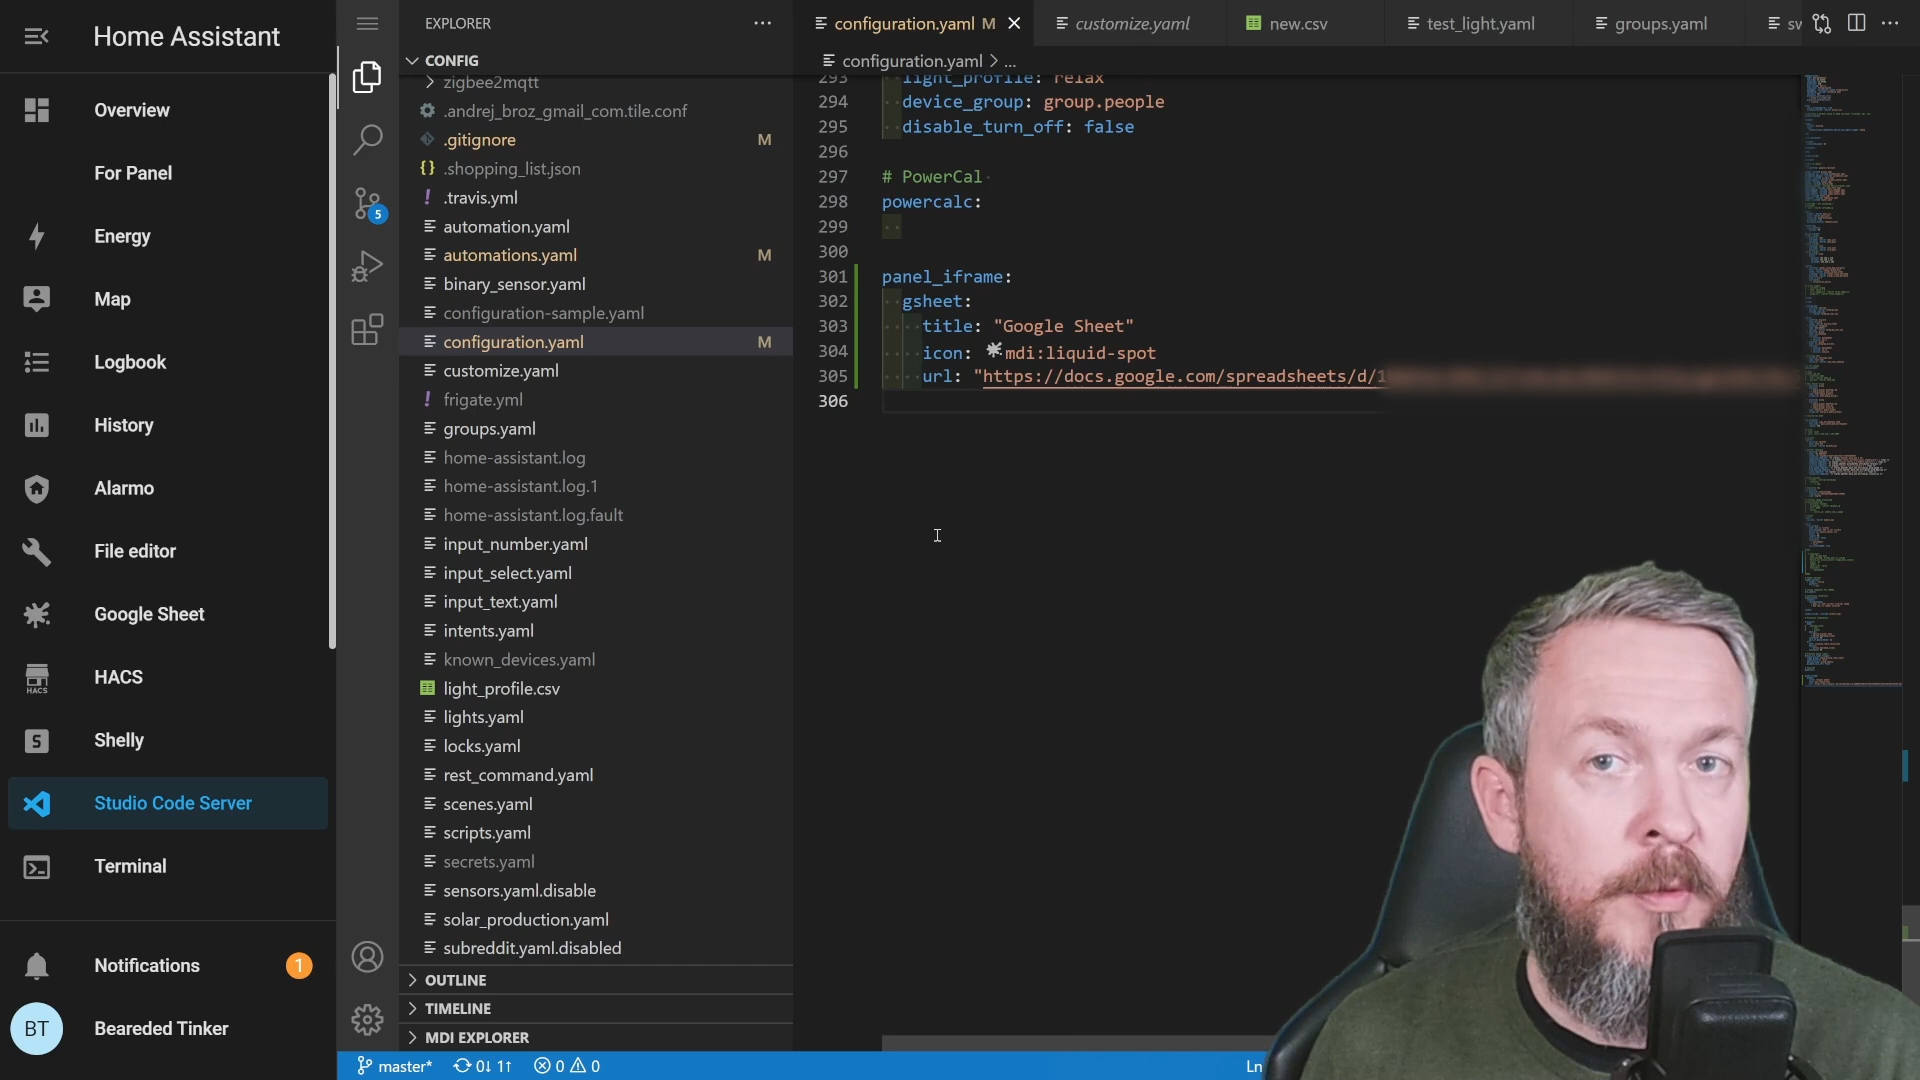 Home Assistant
Overview
For Panel
Energy
Map
Logbook
History
Alarmo
File editor
Google Sheet
HACS
HACS
S
Shelly
Studio Code Server
Terminal
Notifications
1
BT
Beareded Tinker
5
EXPLORER
CONFIG
zigbee2mqtt
.andrej_broz_gmail_com.tile.conf
.gitignore M
{} .shopping_list.json
! .travis.yml
automation.yaml
automations.yaml M
binary_sensor.yaml
configuration-sample.yaml
configuration.yaml M
customize.yaml
! frigate.yml
groups.yaml
home-assistant.log
home-assistant.log.1
home-assistant.log.fault
input_number.yaml
input_select.yaml
input_text.yaml
intents.yaml
known_devices.yaml
light_profile.csv
lights.yaml
locks.yaml
rest_command.yaml
scenes.yaml
scripts.yaml
secrets.yaml
sensors.yaml.disable
solar_production.yaml
subreddit.yaml.disabled
OUTLINE
TIMELINE
MDI EXPLORER
configuration.yaml M
customize.yaml
new.csv
test_light.yaml
groups.yaml
configuration.yaml > ...
293 light_profile: relax
294 device_group: group.people
295 disable_turn_off: false
296
297 # PowerCal
298 powercalc:
299
300
301 panel_iframe:
302 gsheet:
303 title: "Google Sheet"
304 icon: mdi:liquid-spot
305 url: "https://docs.google.com/spreadsheets/d/1
306
master* 0↓ 1↑ 0 0
Ln